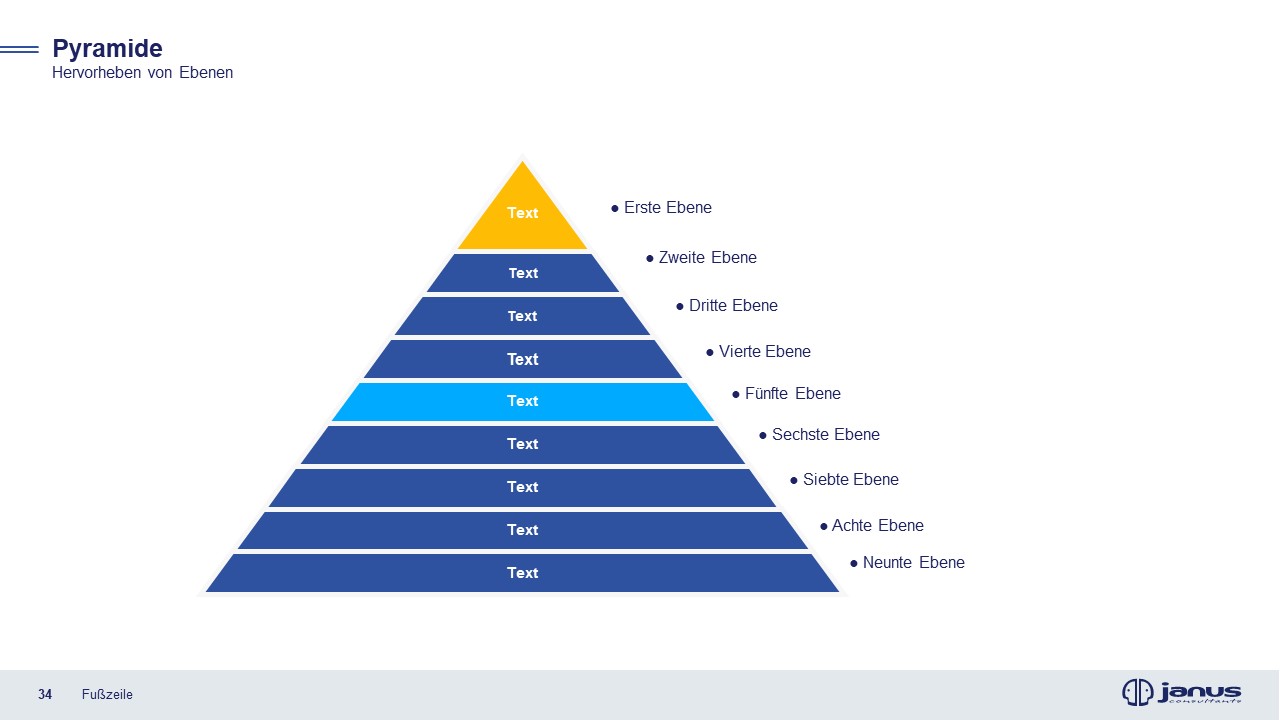 Pyramide
Hervorheben von Ebenen
Text
● Erste Ebene
Text
● Zweite Ebene
Text
● Dritte Ebene
Text
● Vierte Ebene
Text
● Fünfte Ebene
Text
● Sechste Ebene
Text
● Siebte Ebene
Text
● Achte Ebene
Text
● Neunte Ebene
34 Fußzeile
janus
consultants